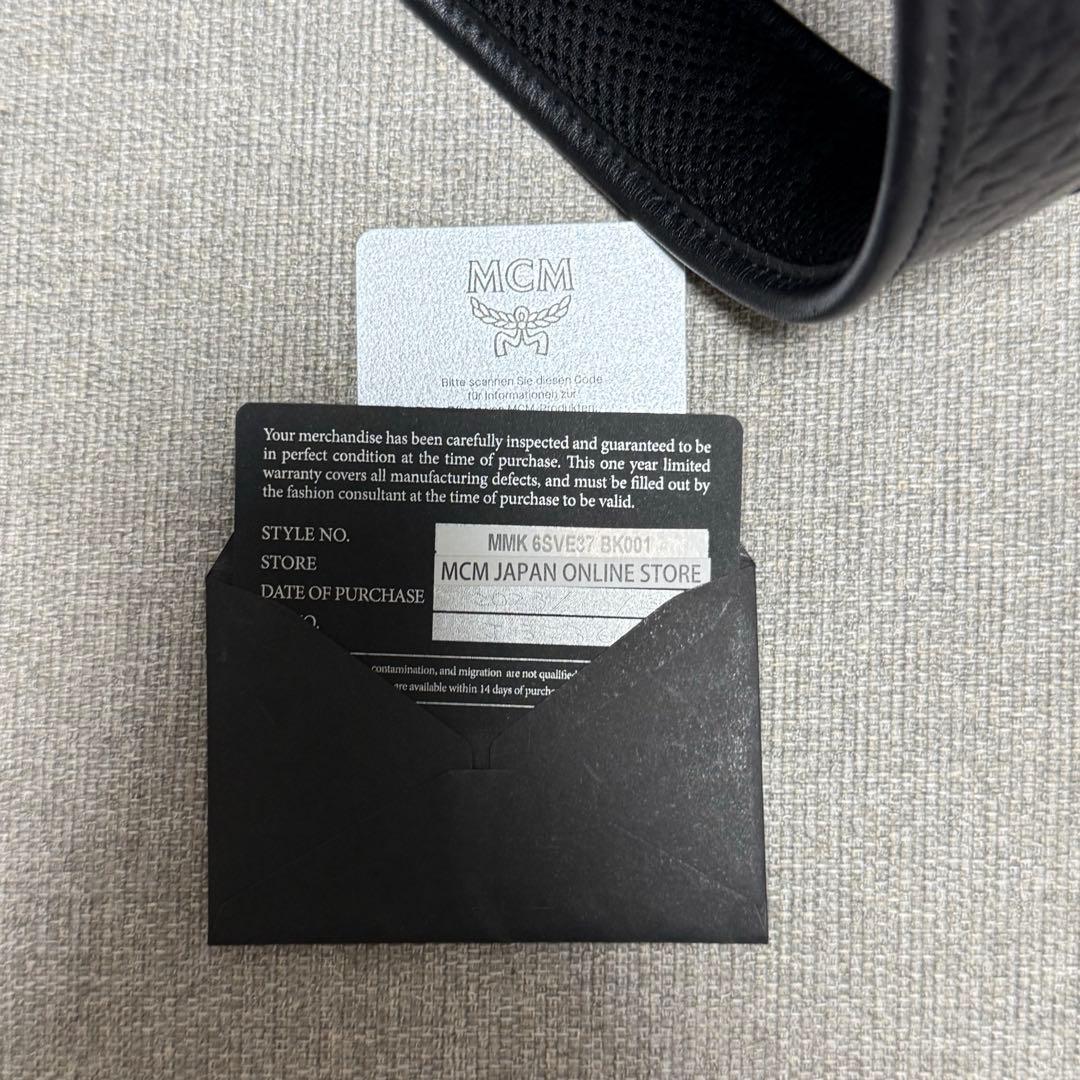 MCM
Bitte scannen Sie diesen Code
für Informationen zur
MCM-Produkten
Your merchandise has been carefully inspected and guaranteed to be
in perfect condition at the time of purchase. This one year limited
warranty covers all manufacturing defects, and must be filled out by
the fashion consultant at the time of purchase to be valid.
STYLE NO. MMK 6SVE37 BK001
STORE MCM JAPAN ONLINE STORE
DATE OF PURCHASE
contamination, and migration are not
are available within 14 days of